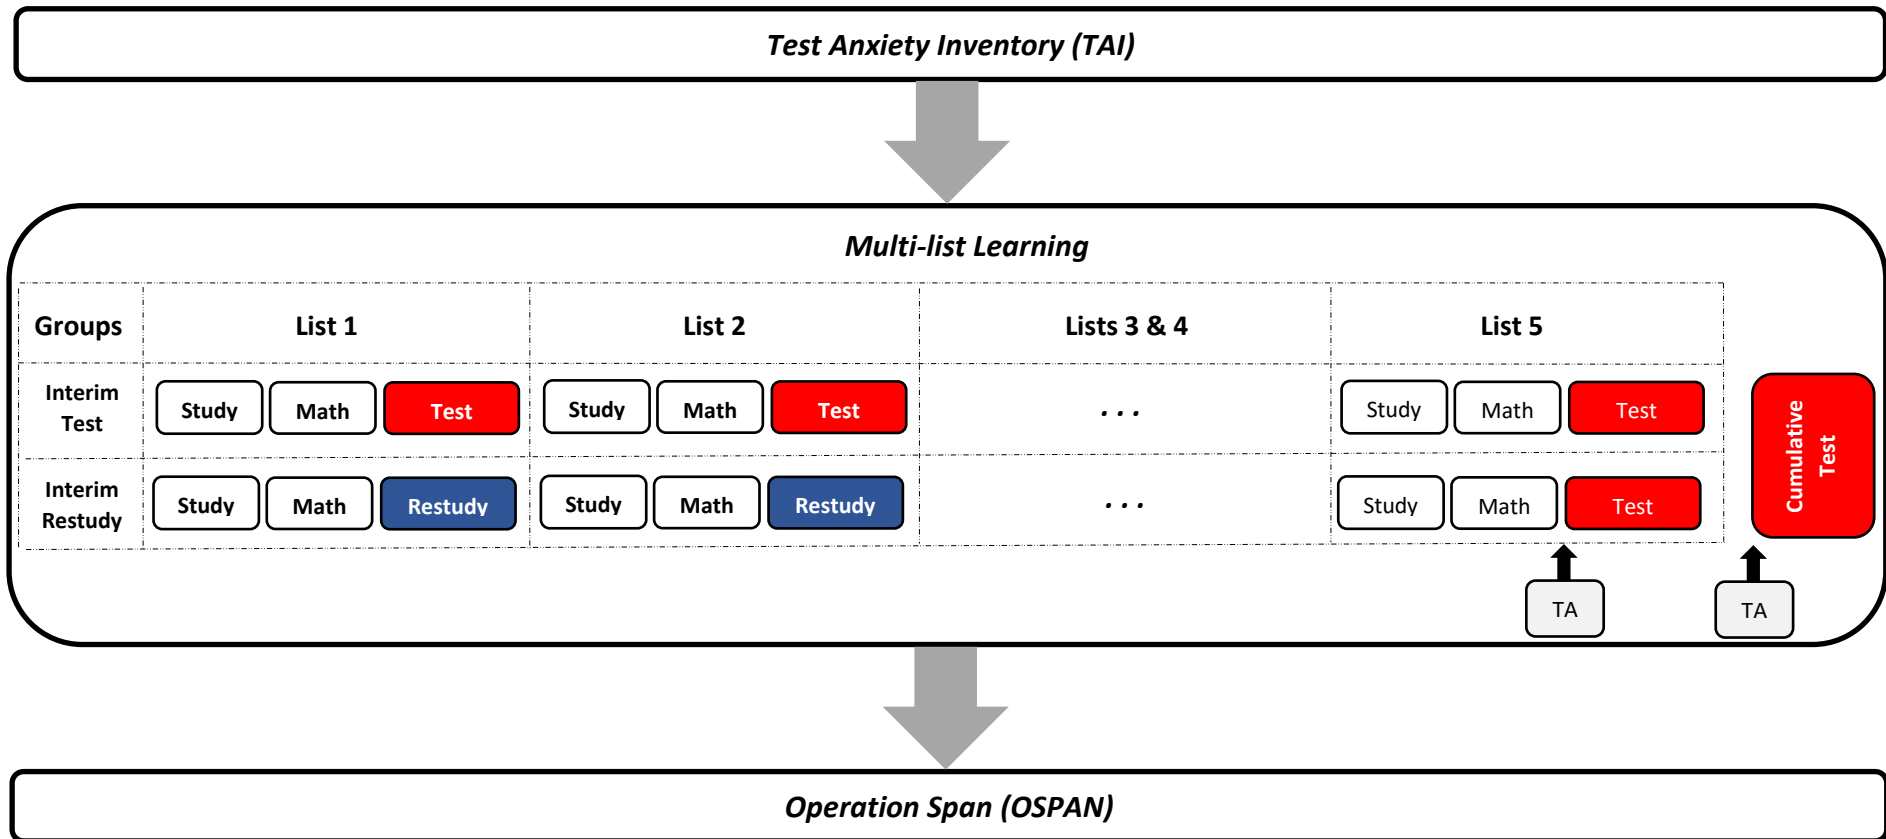 Test Anxiety Inventory (TAI)
Multi-list Learning
Groups List 1 List 2 Lists 3 & 4 List 5
Interim
Test
Study Math Test Study Math Test . . . Study Math Test
Interim
Restudy
Study Math Restudy Study Math Restudy . . . Study Math Test
Cumulative
Test
TA TA
Operation Span (OSPAN)